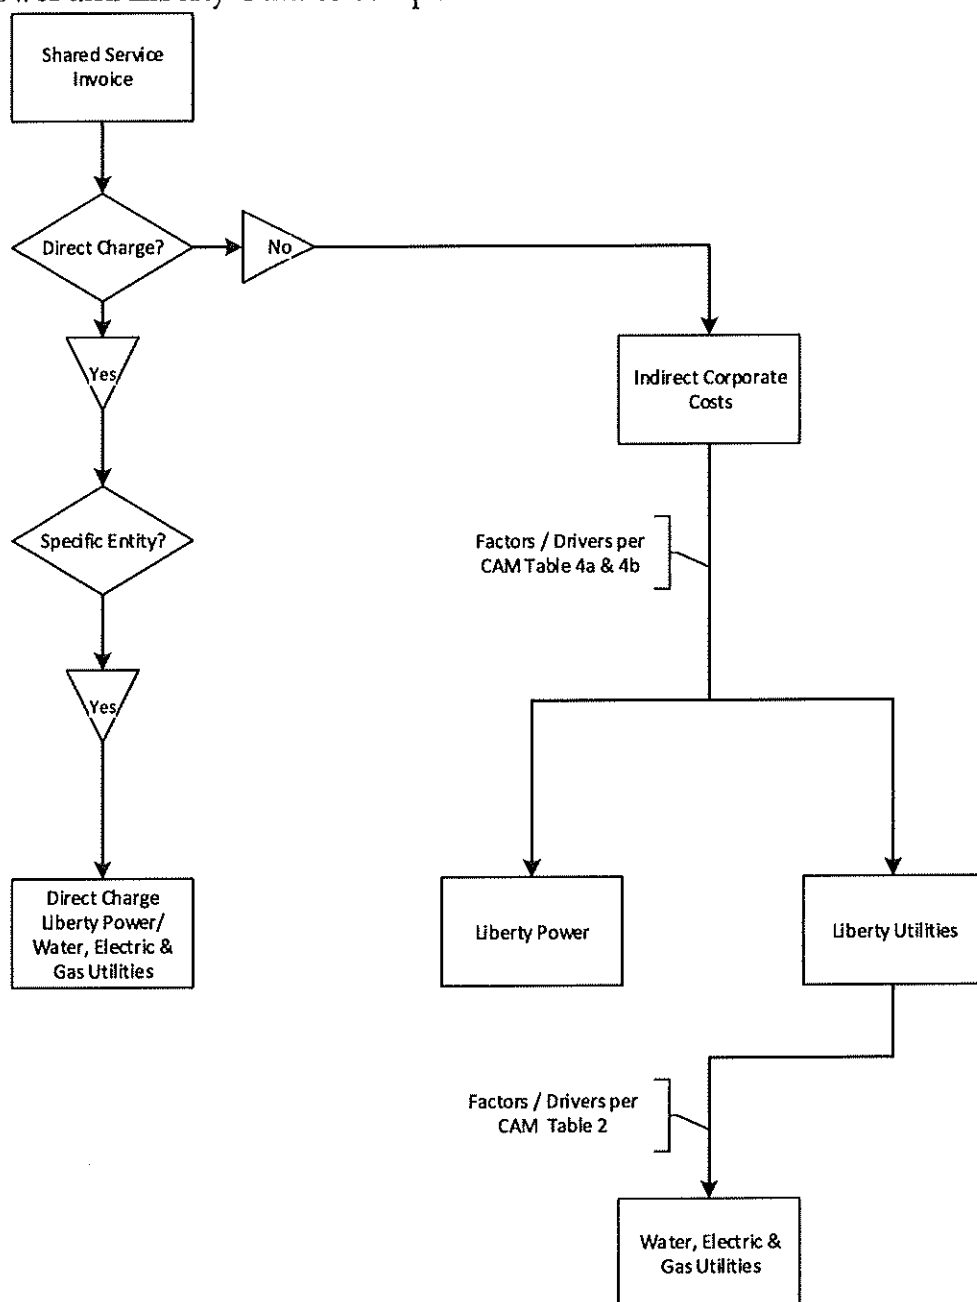 Shared Service
Invoice
Direct Charge?
No
Yes
Indirect Corporate
Costs
Specific Entity?
Factors / Drivers per
CAM Table 4a & 4b
Yes
Direct Charge
Liberty Power/
Water, Electric &
Gas Utilities
Liberty Power
Liberty Utilities
Factors / Drivers per
CAM Table 2
Water, Electric &
Gas Utilities